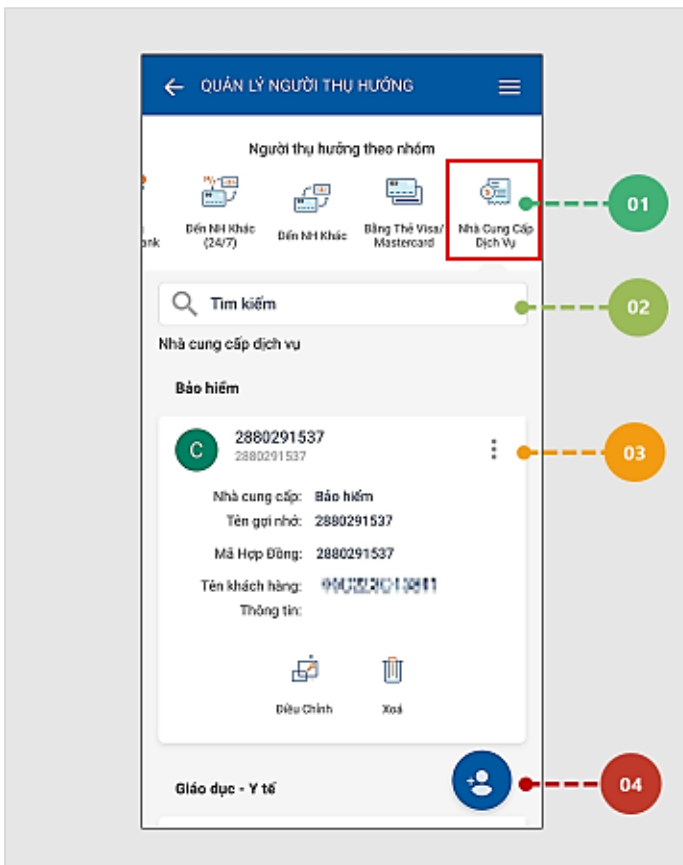 QUẢN LÝ NGƯỜI THỤ HƯỞNG
Người thụ hưởng theo nhóm
ank
Đến NH Khác
(24/7)
Đến NH Khác
Bằng Thẻ Visa/
Mastercard
Nhà Cung Cấp
Dịch Vụ
01
Tìm kiếm
02
Nhà cung cấp dịch vụ
Bảo hiểm
C
2880291537
2880291537
03
Nhà cung cấp: Bảo hiểm
Tên gợi nhớ: 2880291537
Mã Hợp Đồng: 2880291537
Tên khách hàng:
Thông tin:
Điều Chỉnh
Xoá
Giáo dục - Y tế
04